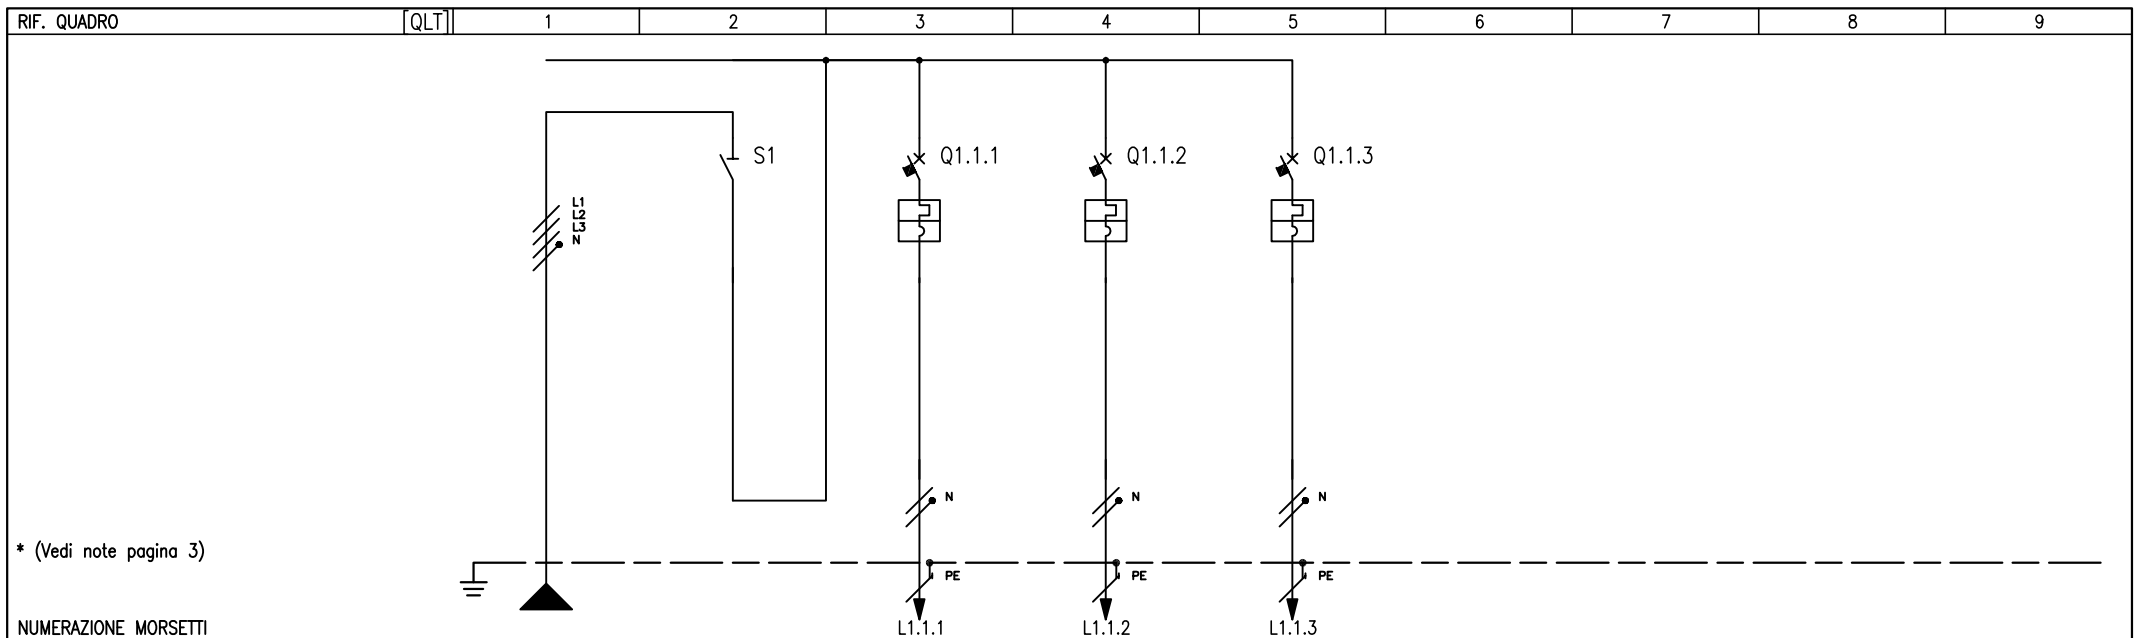 RIF. QUADRO [QLT] 1 2 3 4 5 6 7 8 9
S1 Q1.1.1 Q1.1.2 Q1.1.3
L1
L2
L3
N
N N N
* (Vedi note pagina 3)
PE PE PE
NUMERAZIONE MORSETTI L1.1.1 L1.1.2 L1.1.3